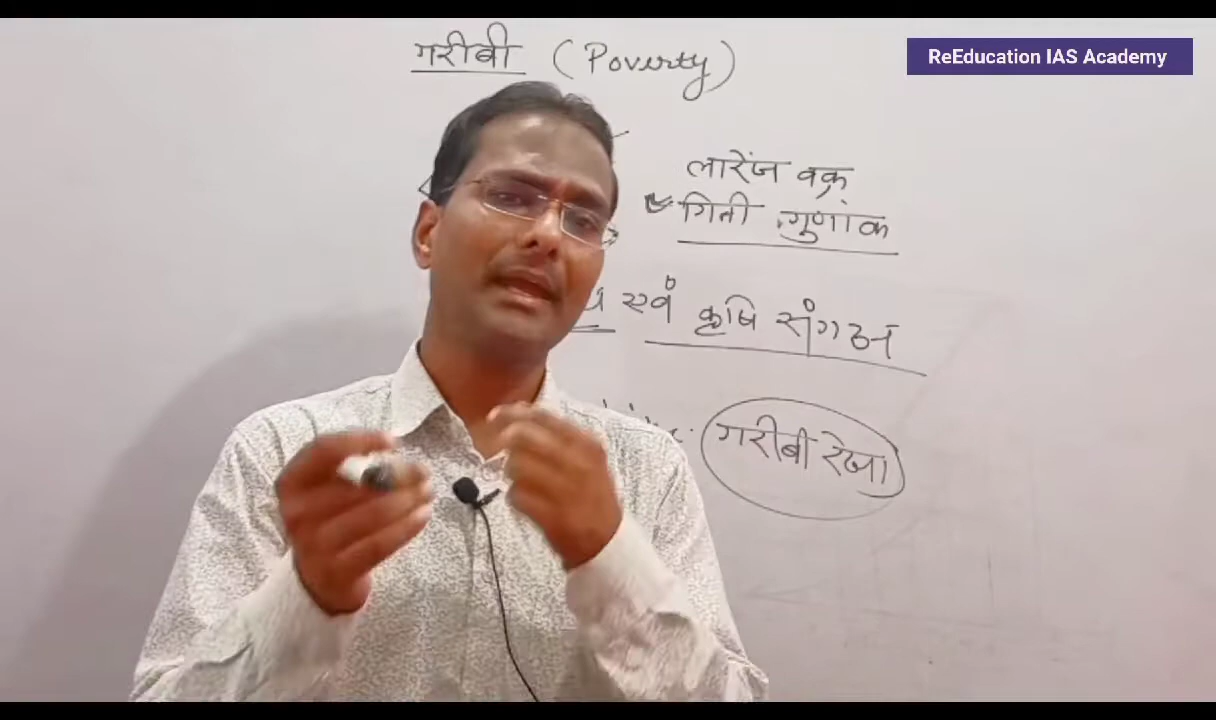 गरीबी (Poverty)
ReEducation IAS Academy
लारेंज वक्र
गिनी गुणांक
एवं कृषि संगठन
गरीबी रेखा